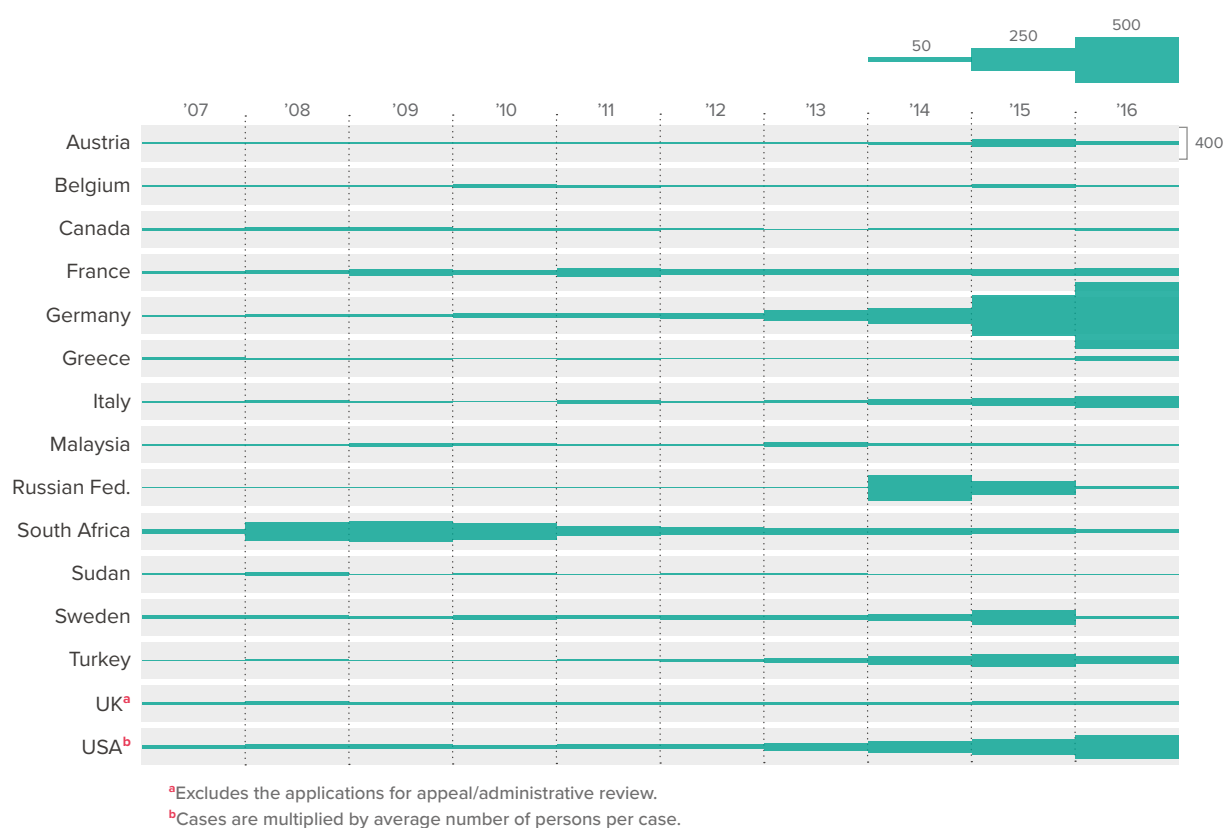 50
250
500
'07 '08 '09 '10 '11 '12 '13 '14 '15 '16
Austria
400
Belgium
Canada
France
Germany
Greece
Italy
Malaysia
Russian Fed.
South Africa
Sudan
Sweden
Turkey
UKa
USAb
aExcludes the applications for appeal/administrative review.
bCases are multiplied by average number of persons per case.